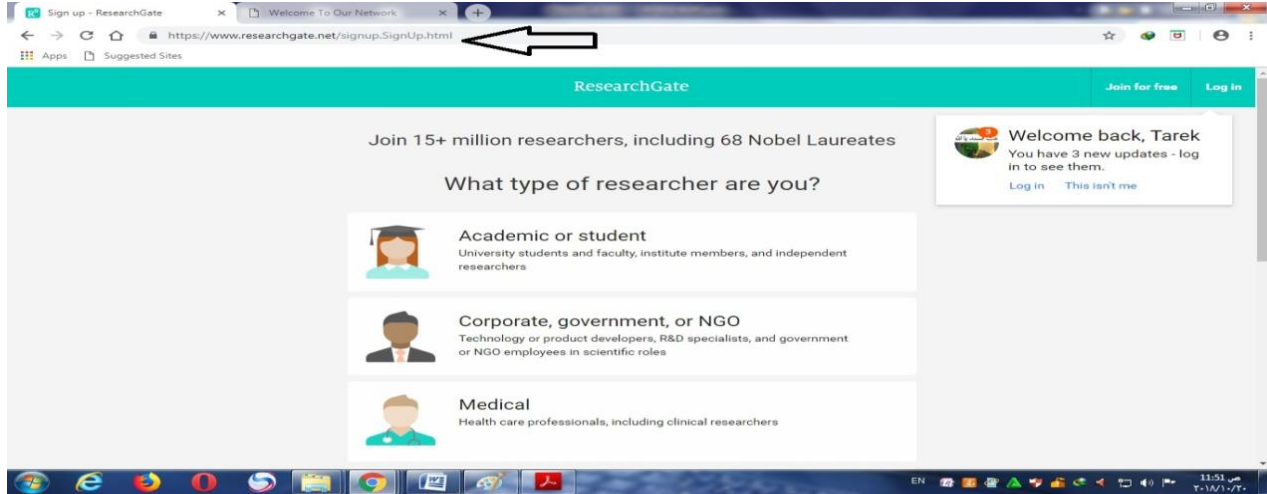 Sign up - ResearchGate
Welcome To Our Network
https://www.researchgate.net/signup.SignUp.html
Apps
Suggested Sites
ResearchGate
Join for free
Log in
Join 15+ million researchers, including 68 Nobel Laureates
3
Welcome back, Tarek
You have 3 new updates - log
in to see them.
Log in
This isn't me
What type of researcher are you?
Academic or student
University students and faculty, institute members, and independent
researchers
Corporate, government, or NGO
Technology or product developers, R&D specialists, and government
or NGO employees in scientific roles
Medical
Health care professionals, including clinical researchers
EN
11:51 ص
٢٠١٨/١٠/٢٠